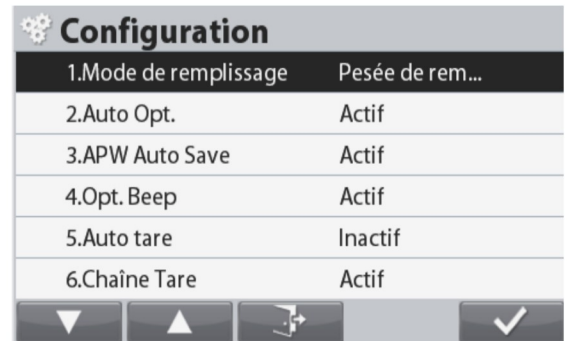 Configuration
1.Mode de remplissage Pesée de rem...
2.Auto Opt. Actif
3.APW Auto Save Actif
4.Opt. Beep Actif
5.Auto tare Inactif
6.Chaîne Tare Actif